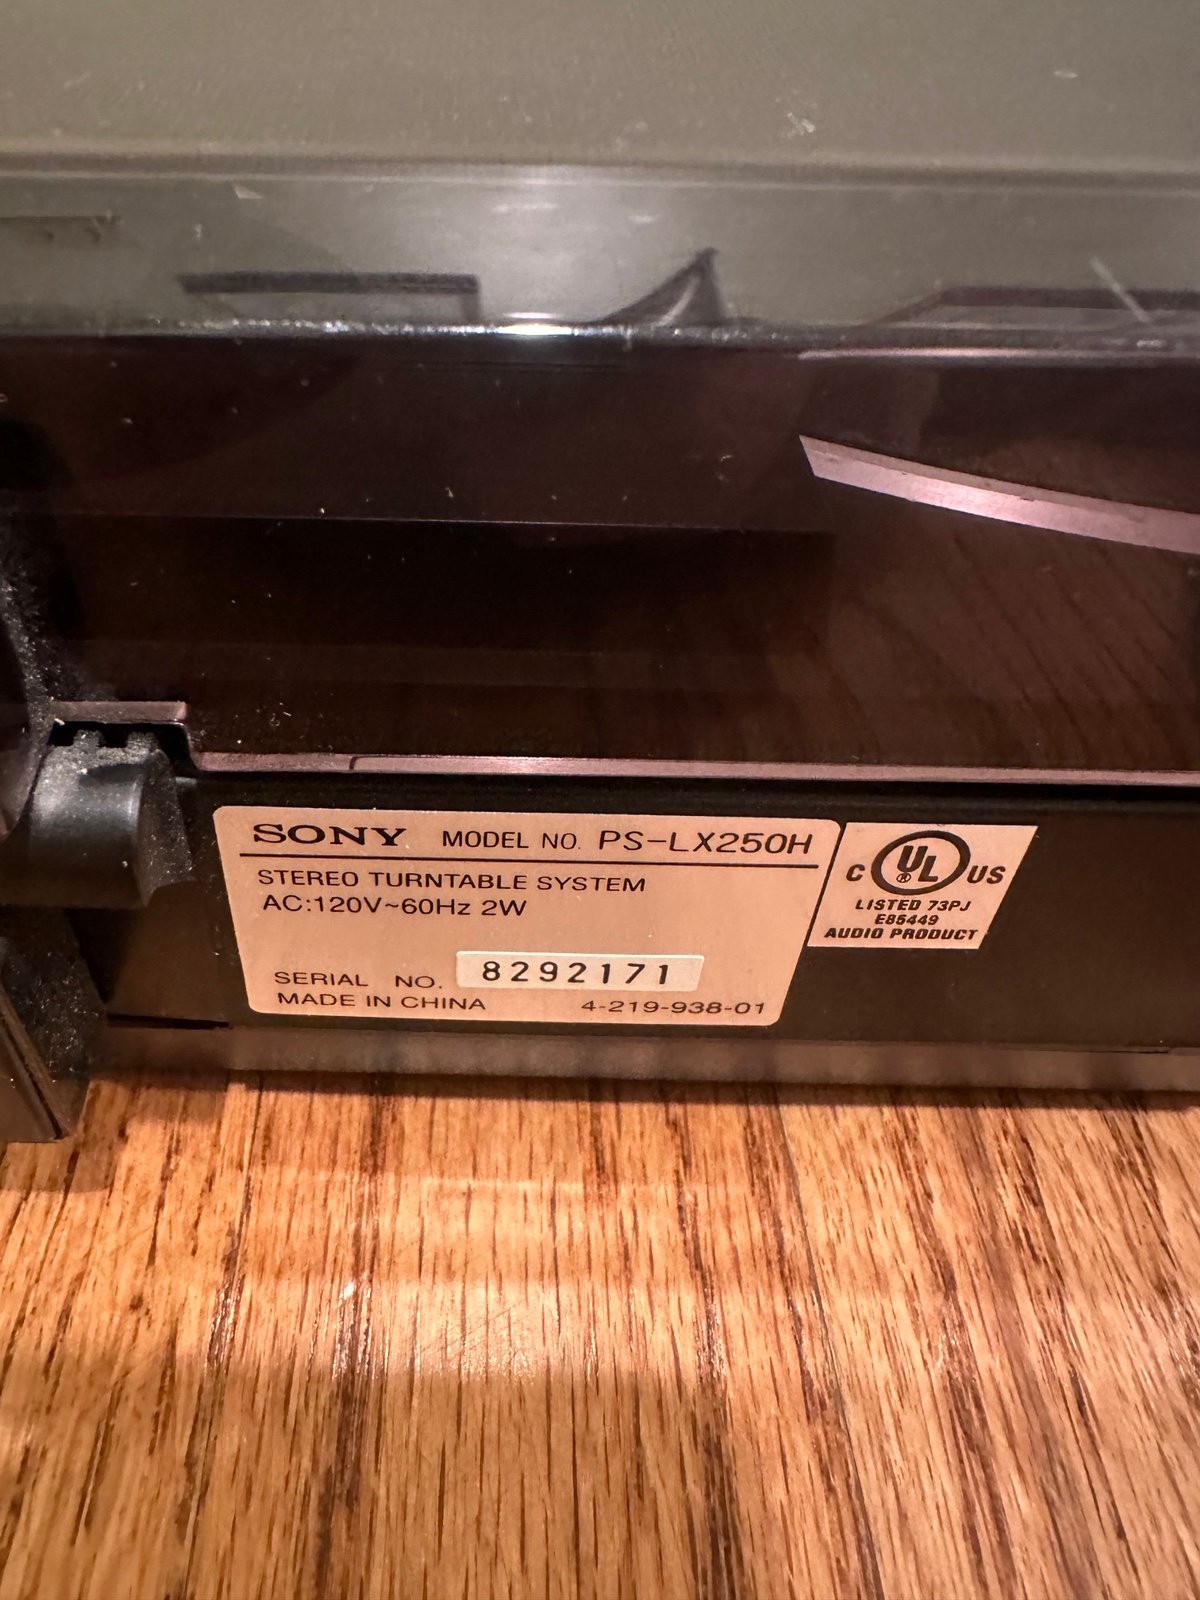 SONY MODEL NO. PS-LX250H
STEREO TURNTABLE SYSTEM
AC:120V~60Hz 2W
SERIAL NO. 8292171
MADE IN CHINA 4-219-938-01
C UL ® US
LISTED 73PJ
E85449
AUDIO PRODUCT